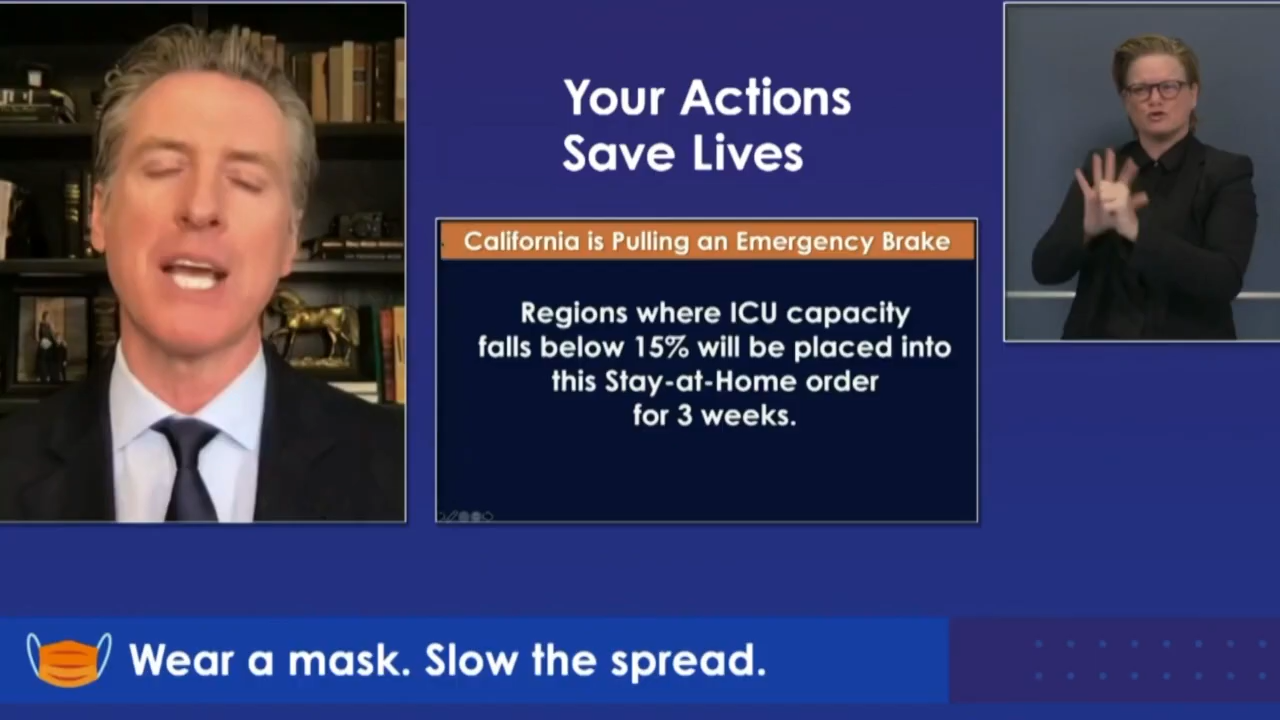 Your Actions
Save Lives
California is Pulling an Emergency Brake
Regions where ICU capacity
falls below 15% will be placed into
this Stay-at-Home order
for 3 weeks.
Wear a mask. Slow the spread.